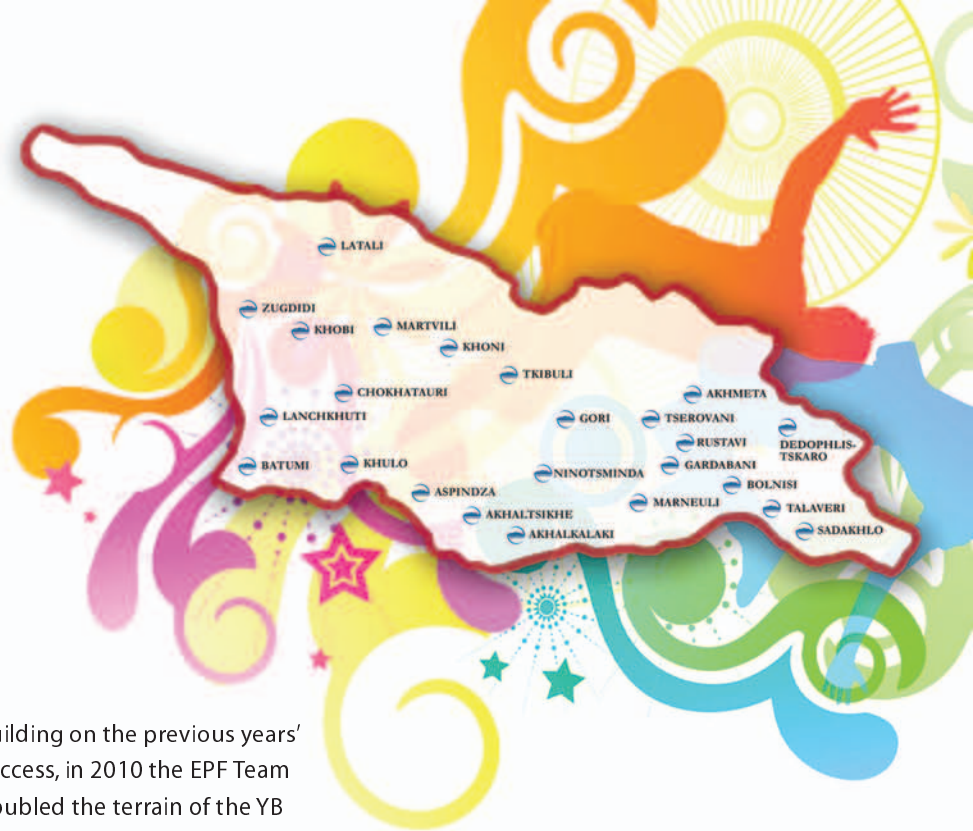 LATALI
ZUGDIDI
KHOBI
MARTVILI
KHONI
TKIBULI
CHOKHATAURI
AKHMETA
LANCHKHUTI
GORI
TSEROVANI
RUSTAVI
DEDOPHLIS-
TSKARO
BATUMI
KHULO
NINOTSMINDA
GARDABANI
ASPINDZA
BOLNISI
MARNEULI
TALAVERI
AKHALTSIKHE
AKHALKALAKI
SADAKHLO
ilding on the previous years’
ccess, in 2010 the EPF Team
ubled the terrain of the YB